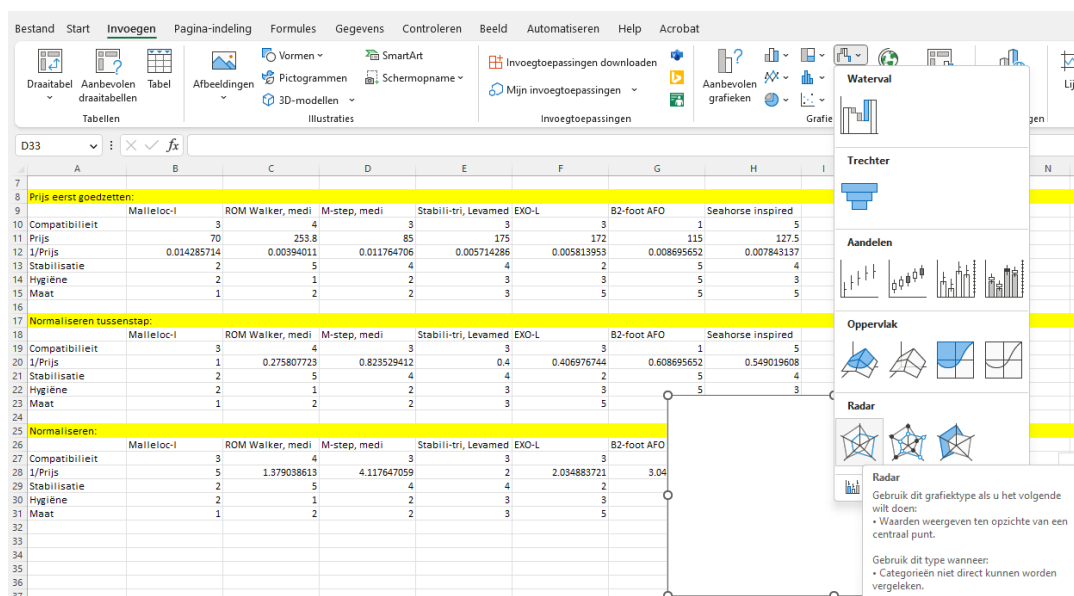 Bestand Start Invoegen Pagina-indeling Formules Gegevens Controleren Beeld Automatiseren Help Acrobat
Draaitabel Aanbevolen draaitabellen Tabel
Tabellen
Afbeeldingen
Vormen
Pictogrammen
3D-modellen
SmartArt
Schermopname
Illustraties
Invoegtoepassingen downloaden
Mijn invoegtoepassingen
Invoegtoepassingen
Aanbevolen grafieken
Grafie
gen
Lij
D33 fx
A B C D E F G H I N
7
8 Prijs eerst goedzetten:
9 Malleloc-l ROM Walker, medi M-step, medi Stabili-tri, Levamed EXO-L B2-foot AFO Seahorse inspired
10 Compatibilieit 3 4 3 3 3 1 5
11 Prijs 70 253.8 85 175 172 115 127.5
12 1/Prijs 0.014285714 0.00394011 0.011764706 0.005714286 0.005813953 0.008695652 0.007843137
13 Stabilisatie 2 5 4 4 2 5 4
14 Hygiëne 2 1 2 3 3 5 3
15 Maat 1 2 2 3 5 5 5
16
17 Normaliseren tussenstap:
18 Malleloc-l ROM Walker, medi M-step, medi Stabili-tri, Levamed EXO-L B2-foot AFO Seahorse inspired
19 Compatibilieit 3 4 3 3 3 1 5
20 1/Prijs 1 0.275807723 0.823529412 0.4 0.406976744 0.608695652 0.549019608
21 Stabilisatie 2 5 4 4 2 5 4
22 Hygiëne 2 1 2 3 3 5 3
23 Maat 1 2 2 3 5
24
25 Normaliseren:
26 Malleloc-l ROM Walker, medi M-step, medi Stabili-tri, Levamed EXO-L B2-foot AFO
27 Compatibilieit 3 4 3 3 3
28 1/Prijs 5 1.379038613 4.117647059 2 2.034883721 3.04
29 Stabilisatie 2 5 4 4 2
30 Hygiëne 2 1 2 3 3
31 Maat 1 2 2 3 5
32
33
34
35
36
37
Waterval
Trechter
Aandelen
Oppervlak
Radar
Radar
Gebruik dit grafiektype als u het volgende
wilt doen:
• Waarden weergeven ten opzichte van een
centraal punt.
Gebruik dit type wanneer:
• Categorieën niet direct kunnen worden
vergeleken.